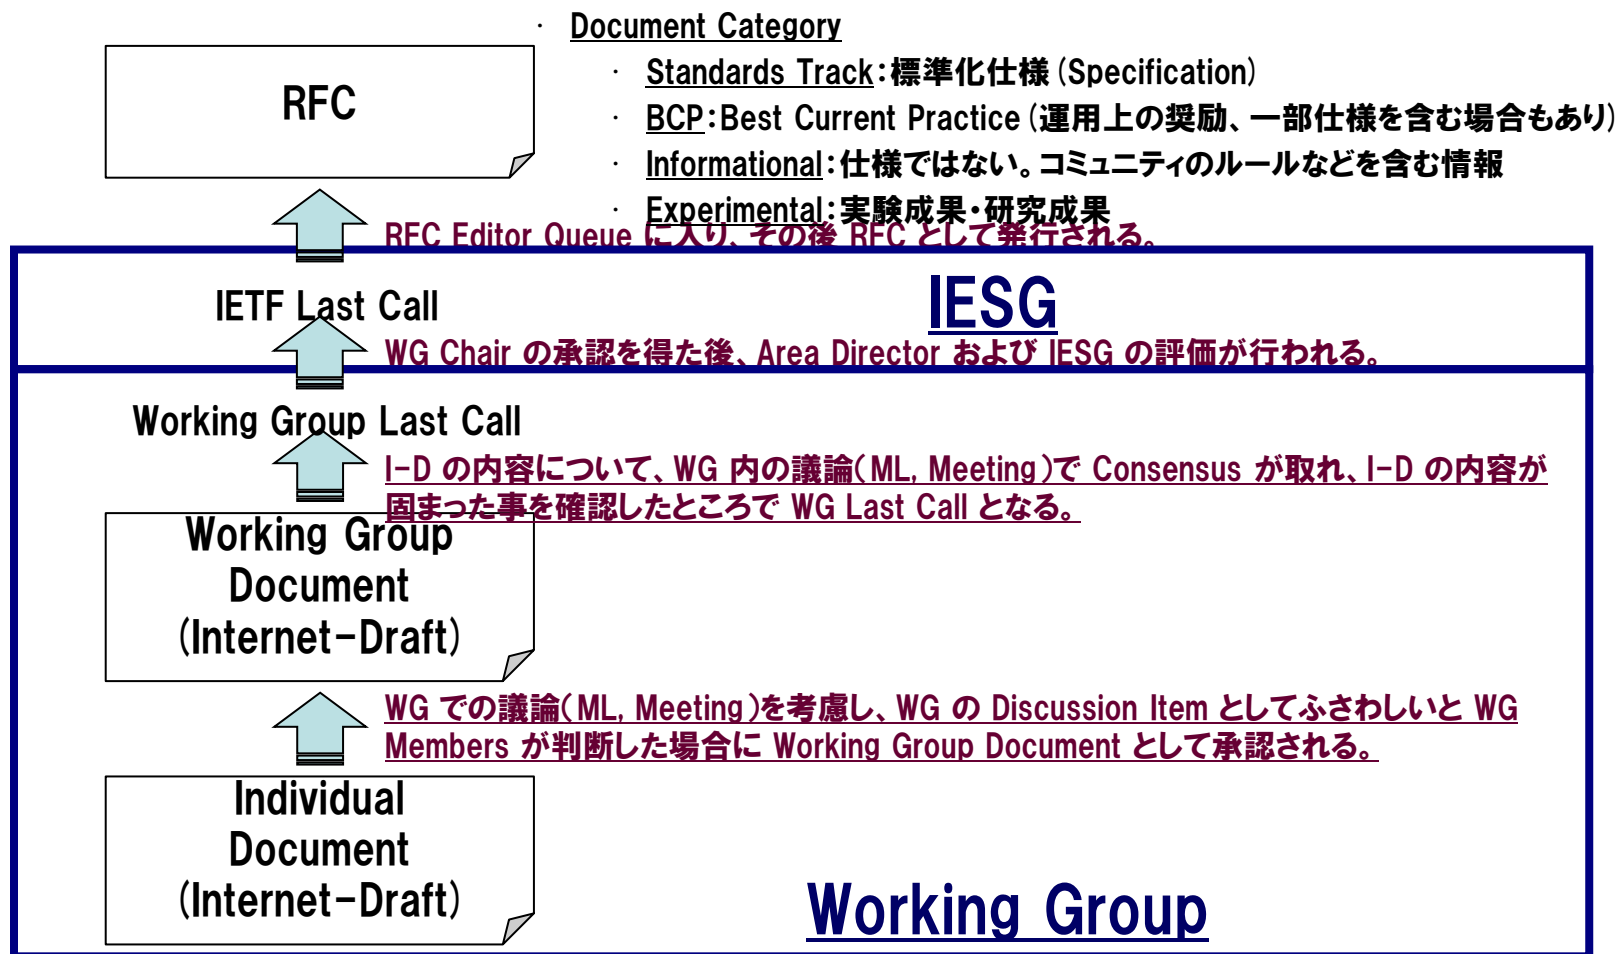 · Document Category
· Standards Track：標準化仕様(Specification)
· BCP：Best Current Practice(運用上の奨励、一部仕様を含む場合もあり)
· Informational：仕様ではない。コミュニティのルールなどを含む情報
· Experimental：実験成果・研究成果
RFC
RFC Editor Queue に入り、その後 RFC として発行される。
IESG
IETF Last Call
WG Chair の承認を得た後、Area Director および IESG の評価が行われる。
Working Group Last Call
I-D の内容について、WG 内の議論(ML, Meeting)で Consensus が取れ、I-D の内容が
固まった事を確認したところで WG Last Call となる。
Working Group
Document
(Internet-Draft)
WG での議論(ML, Meeting)を考慮し、WG の Discussion Item としてふさわしいと WG
Members が判断した場合に Working Group Document として承認される。
Individual
Document
(Internet-Draft)
Working Group